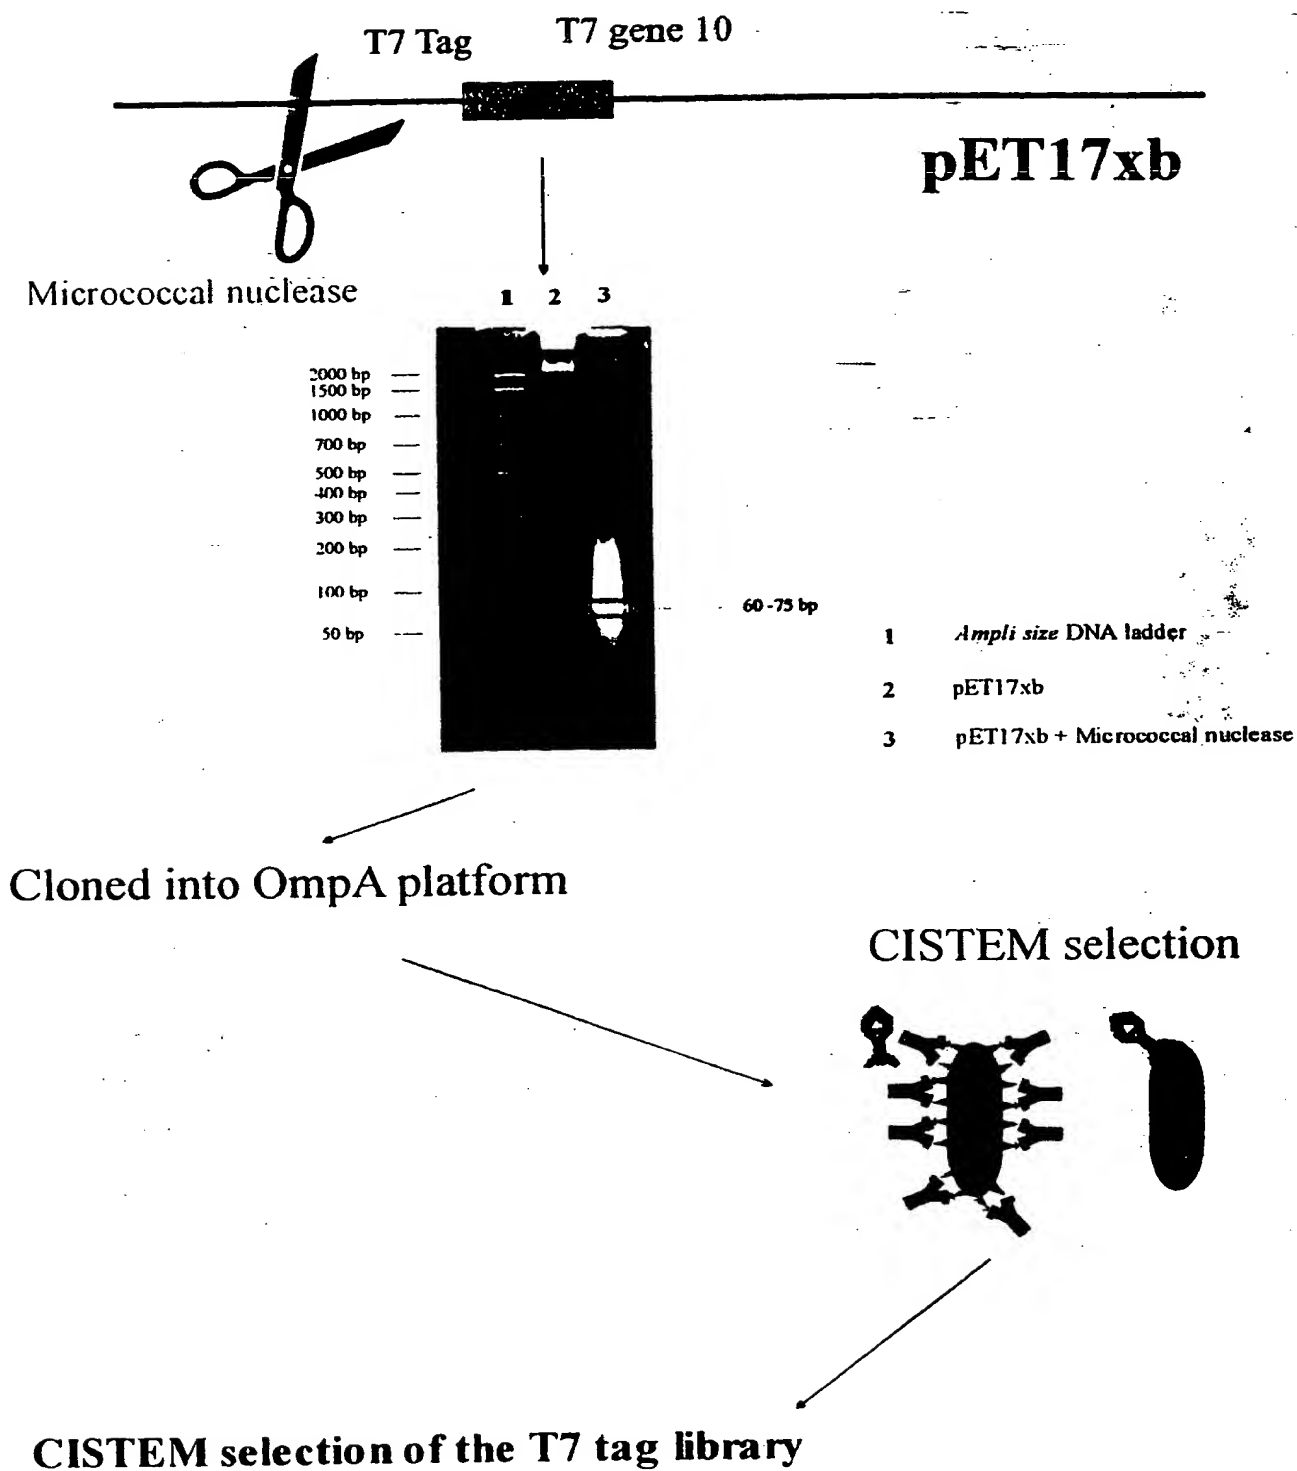 T7 Tag
T7 gene 10
pET17xb
Micrococcal nuclease
1 2 3
2000 bp
1500 bp
1000 bp
700 bp
500 bp
400 bp
300 bp
200 bp
100 bp
50 bp
60-75 bp
1 Ampli size DNA ladder
2 pET17xb
3 pET17xb + Micrococcal nuclease
Cloned into OmpA platform
CISTEM selection
CISTEM selection of the T7 tag library